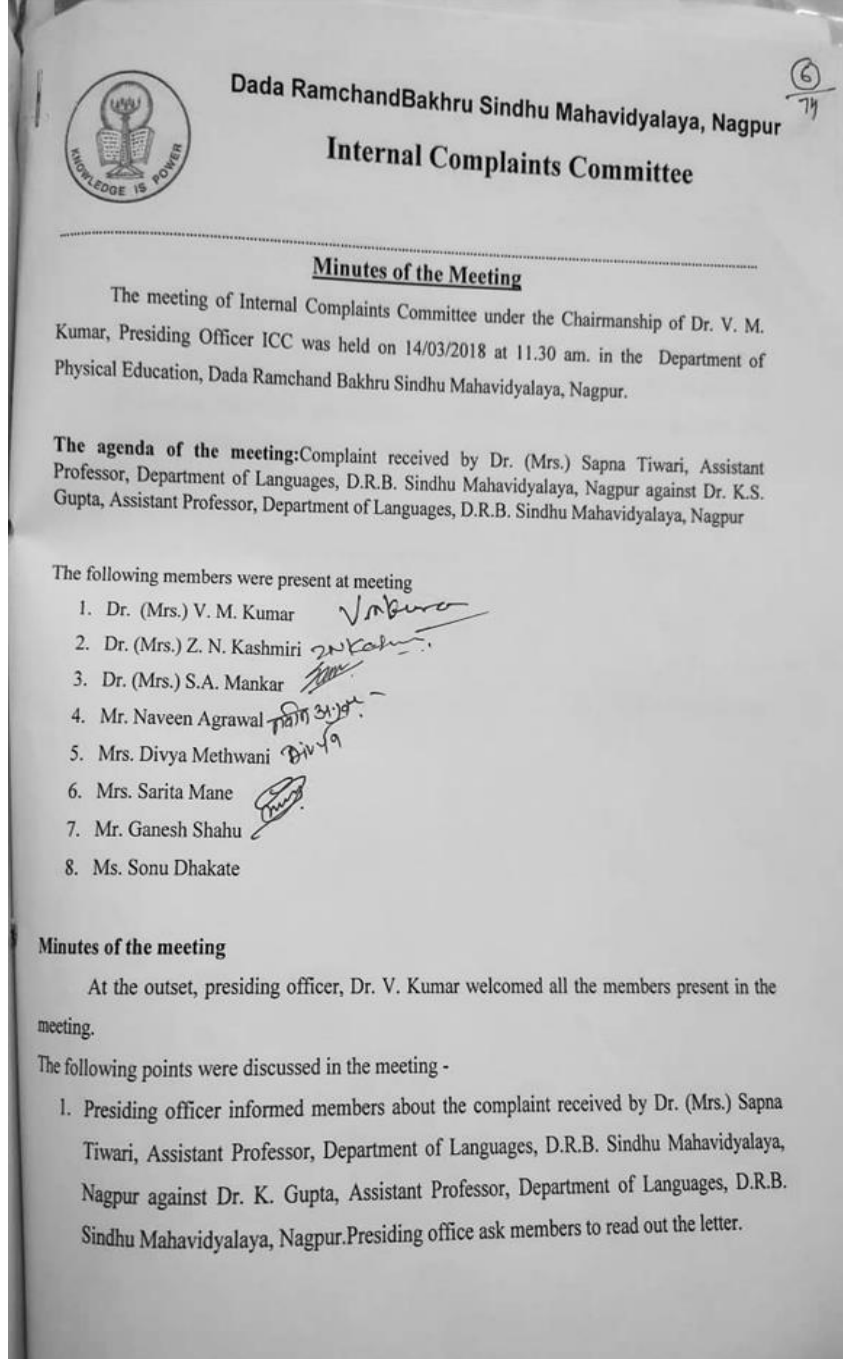 6
74
Dada RamchandBakhru Sindhu Mahavidyalaya, Nagpur
Internal Complaints Committee
KNOWLEDGE IS POWER
Minutes of the Meeting
The meeting of Internal Complaints Committee under the Chairmanship of Dr. V. M.
Kumar, Presiding Officer ICC was held on 14/03/2018 at 11.30 am. in the Department of
Physical Education, Dada Ramchand Bakhru Sindhu Mahavidyalaya, Nagpur.
The agenda of the meeting:Complaint received by Dr. (Mrs.) Sapna Tiwari, Assistant
Professor, Department of Languages, D.R.B. Sindhu Mahavidyalaya, Nagpur against Dr. K.S.
Gupta, Assistant Professor, Department of Languages, D.R.B. Sindhu Mahavidyalaya, Nagpur
The following members were present at meeting
1. Dr. (Mrs.) V. M. Kumar
2. Dr. (Mrs.) Z. N. Kashmiri
3. Dr. (Mrs.) S.A. Mankar
4. Mr. Naveen Agrawal
5. Mrs. Divya Methwani Divya
6. Mrs. Sarita Mane
7. Mr. Ganesh Shahu
8. Ms. Sonu Dhakate
Minutes of the meeting
At the outset, presiding officer, Dr. V. Kumar welcomed all the members present in the
meeting.
The following points were discussed in the meeting -
1. Presiding officer informed members about the complaint received by Dr. (Mrs.) Sapna
Tiwari, Assistant Professor, Department of Languages, D.R.B. Sindhu Mahavidyalaya,
Nagpur against Dr. K. Gupta, Assistant Professor, Department of Languages, D.R.B.
Sindhu Mahavidyalaya, Nagpur.Presiding office ask members to read out the letter.